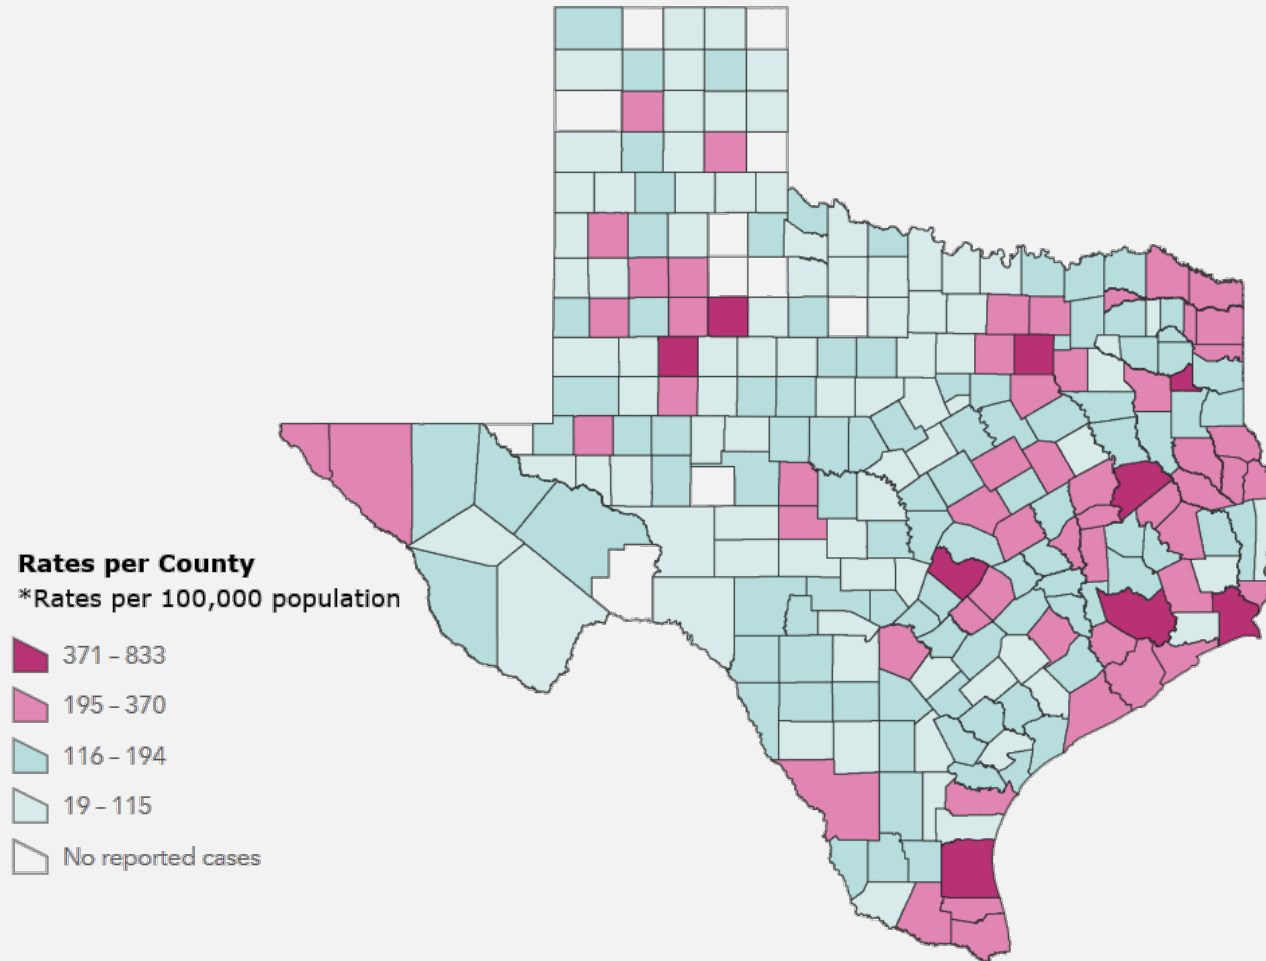 Rates per County
*Rates per 100,000 population
371 – 833
195 – 370
116 – 194
19 – 115
No reported cases